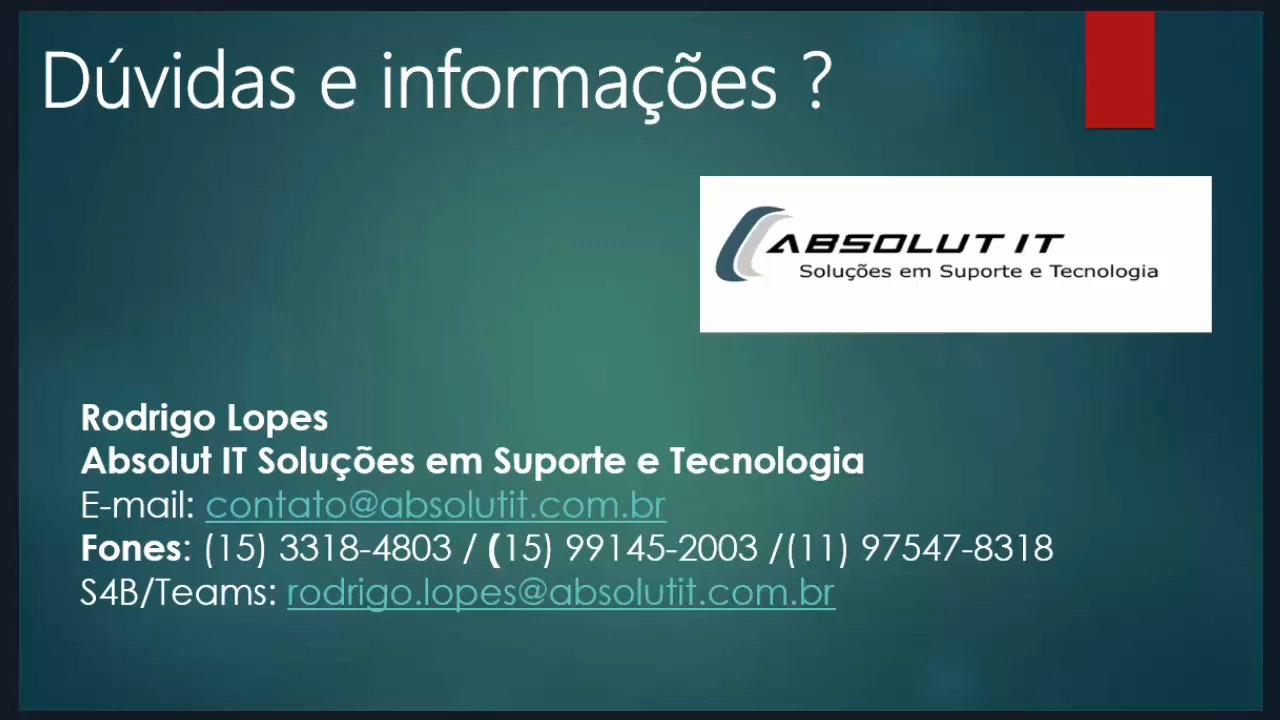 Dúvidas e informações ?
ABSOLUT IT
Soluções em Suporte e Tecnologia
Rodrigo Lopes
Absolut IT Soluções em Suporte e Tecnologia
E-mail: contato@absolutit.com.br
Fones: (15) 3318-4803 / (15) 99145-2003 /(11) 97547-8318
S4B/Teams: rodrigo.lopes@absolutit.com.br